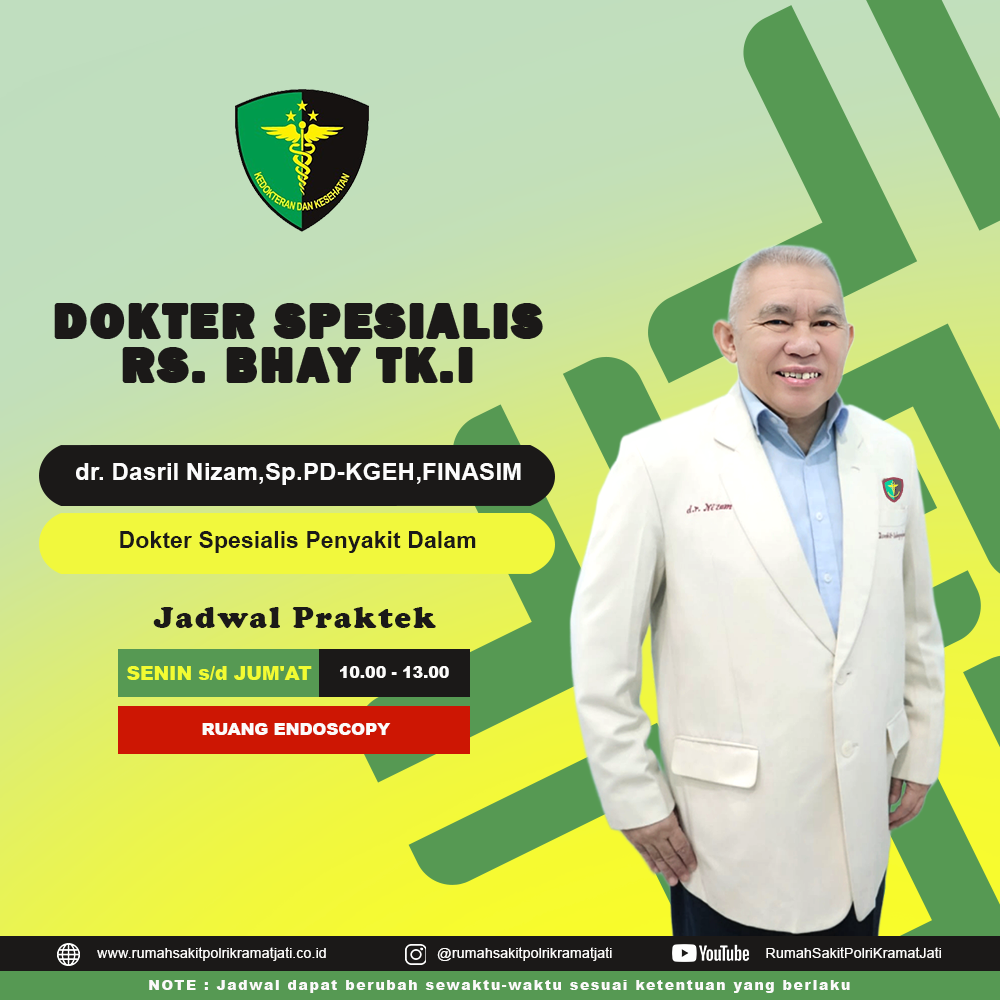 KEDOKTERAN DAN KESEHATAN
DOKTER SPESIALIS
RS. BHAY TK.I
dr. Dasril Nizam,Sp.PD-KGEH,FINASIM
Dokter Spesialis Penyakit Dalam
Jadwal Praktek
SENIN s/d JUM'AT 10.00 - 13.00
RUANG ENDOSCOPY
dr. Nizam
www.rumahsakitpolrikramatjati.co.id @rumahsakitpolrikramatjati YouTube RumahSakitPolriKramatJati
NOTE : Jadwal dapat berubah sewaktu-waktu sesuai ketentuan yang berlaku